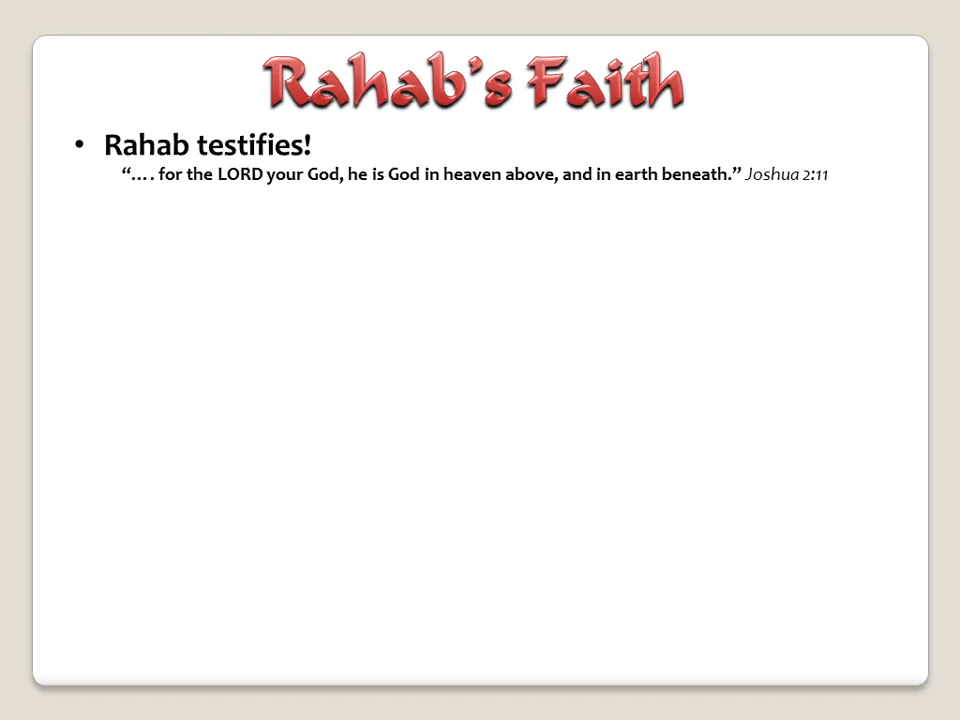 Rahab's Faith
• Rahab testifies!
“…. for the LORD your God, he is God in heaven above, and in earth beneath.” Joshua 2:11